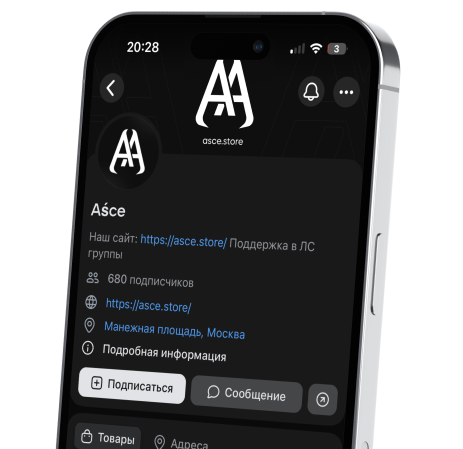 20:28
3
asce.store
Aśce
Наш сайт: https://asce.store/ Поддержка в ЛС
группы
680 подписчиков
https://asce.store/
Манежная площадь, Москва
Подробная информация
Подписаться
Сообщение
Товары
Адреса